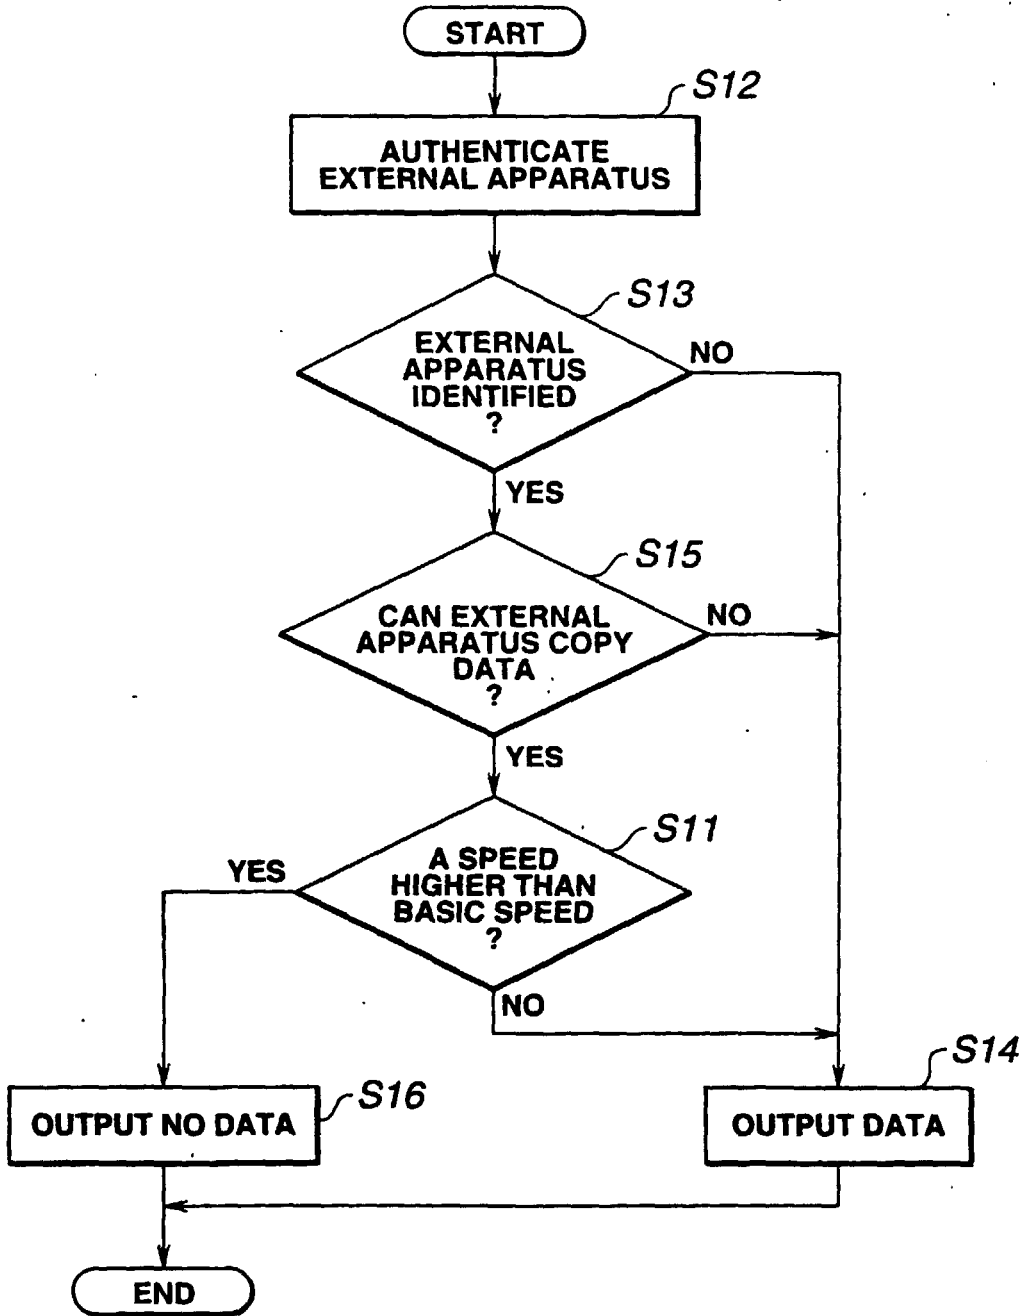 START
S12
AUTHENTICATE
EXTERNAL APPARATUS
S13
EXTERNAL
APPARATUS
IDENTIFIED
?
NO
YES
S15
CAN EXTERNAL
APPARATUS COPY
DATA
?
NO
YES
S11
A SPEED
HIGHER THAN
BASIC SPEED
?
YES
NO
S16
OUTPUT NO DATA
S14
OUTPUT DATA
END